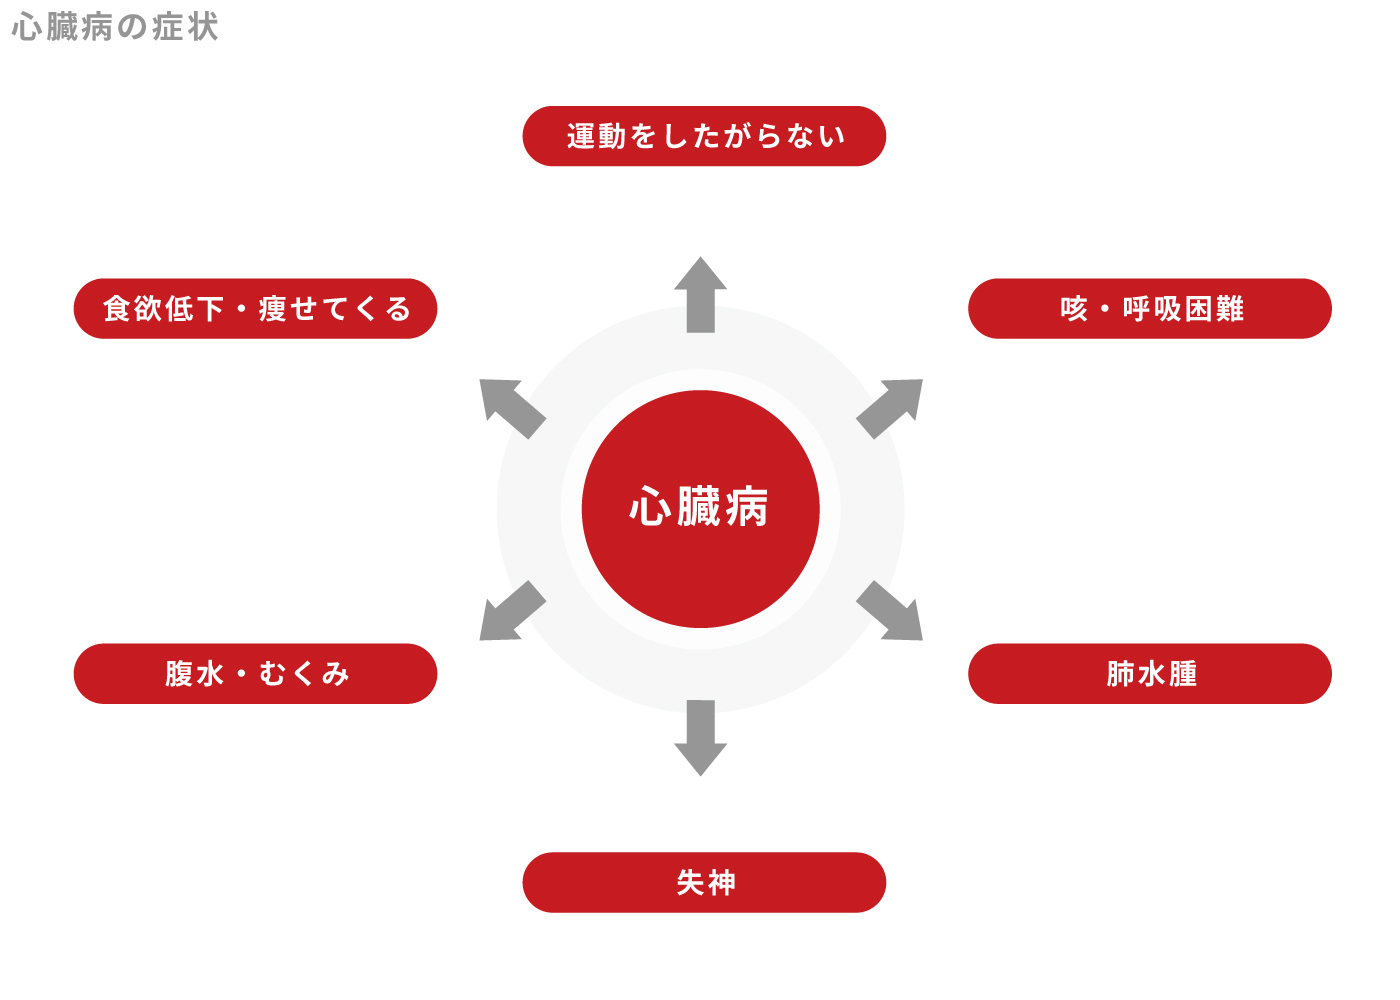 心臓病の症状
運動をしたがらない
食欲低下・痩せてくる
咳・呼吸困難
心臓病
腹水・むくみ
肺水腫
失神